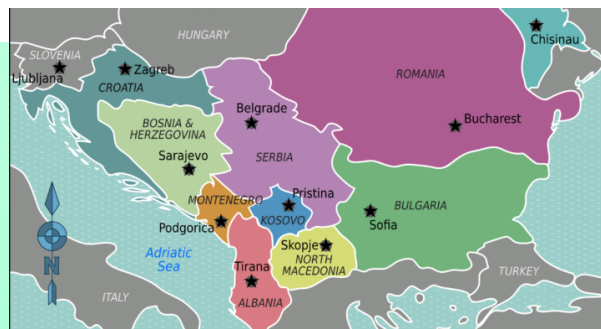 HUNGARY
SLOVENIA
Ljubljana
Zagreb
CROATIA
Chisinau
ROMANIA
Bucharest
Belgrade
BOSNIA &
HERZEGOVINA
Sarajevo
SERBIA
MONTENEGRO
Pristina
KOSOVO
BULGARIA
Sofia
Podgorica
Adriatic
Sea
Skopje
NORTH
MACEDONIA
Tirana
ALBANIA
TURKEY
ITALY
N